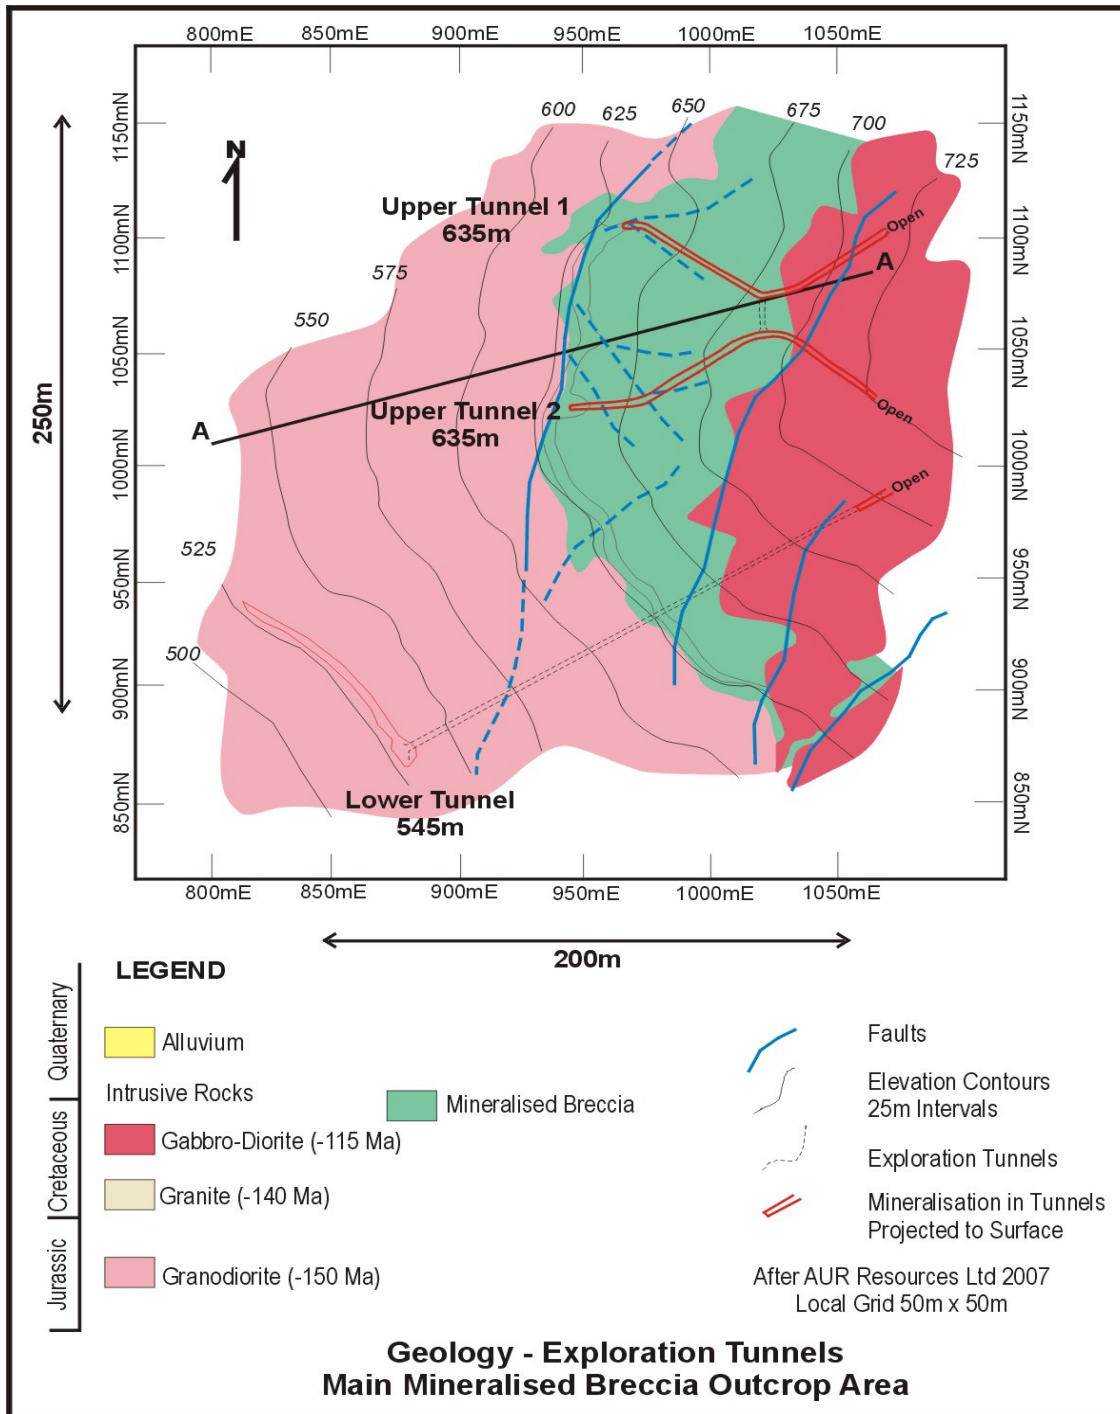 800mE 850mE 900mE 950mE 1000mE 1050mE
1150mN 1100mN 1050mN 1000mN 950mN 900mN 850mN
1150mN 1100mN 1050mN 1000mN 950mN 900mN 850mN
N
250m
600 625 650 675 700 725
Upper Tunnel 1
635m
Open
A
575
550
Upper Tunnel 2
635m
Open
A
Open
525
500
Lower Tunnel
545m
800mE 850mE 900mE 950mE 1000mE 1050mE
200m
LEGEND
Quaternary
Cretaceous
Jurassic
Alluvium
Intrusive Rocks
Gabbro-Diorite (-115 Ma)
Granite (-140 Ma)
Granodiorite (-150 Ma)
Mineralised Breccia
Faults
Elevation Contours
25m Intervals
Exploration Tunnels
Mineralisation in Tunnels
Projected to Surface
After AUR Resources Ltd 2007
Local Grid 50m x 50m
Geology - Exploration Tunnels
Main Mineralised Breccia Outcrop Area